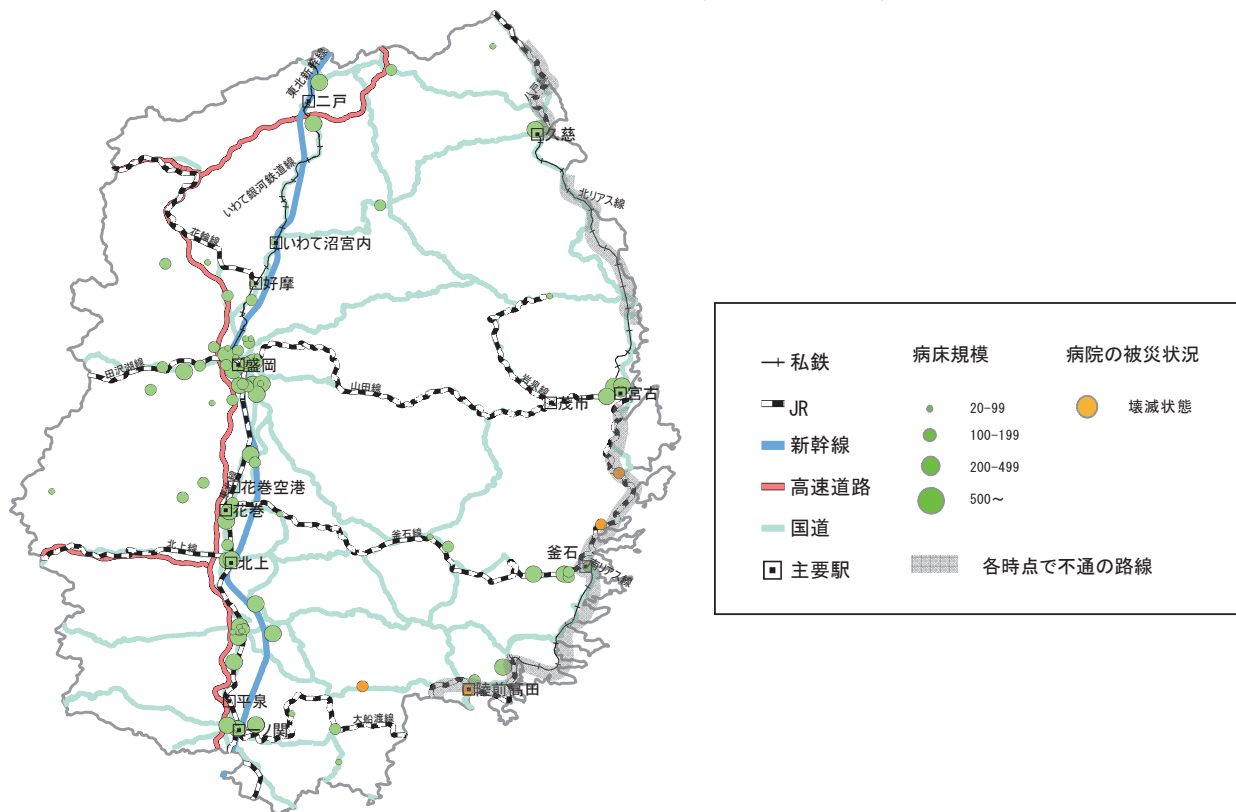 東北新幹線
二戸
八戸線
久慈
いわて銀河鉄道線
北リアス線
花輪線
いわて沼宮内
好摩
田沢湖線
盛岡
山田線
岩泉線
茂市
宮古
花巻空港
花巻
釜石線
釜石
北上線
北上
リアス線
陸前高田
平泉
一ノ関
大船渡線
私鉄
JR
新幹線
高速道路
国道
主要駅
病床規模
20-99
100-199
200-499
500~
病院の被災状況
壊滅状態
各時点で不通の路線